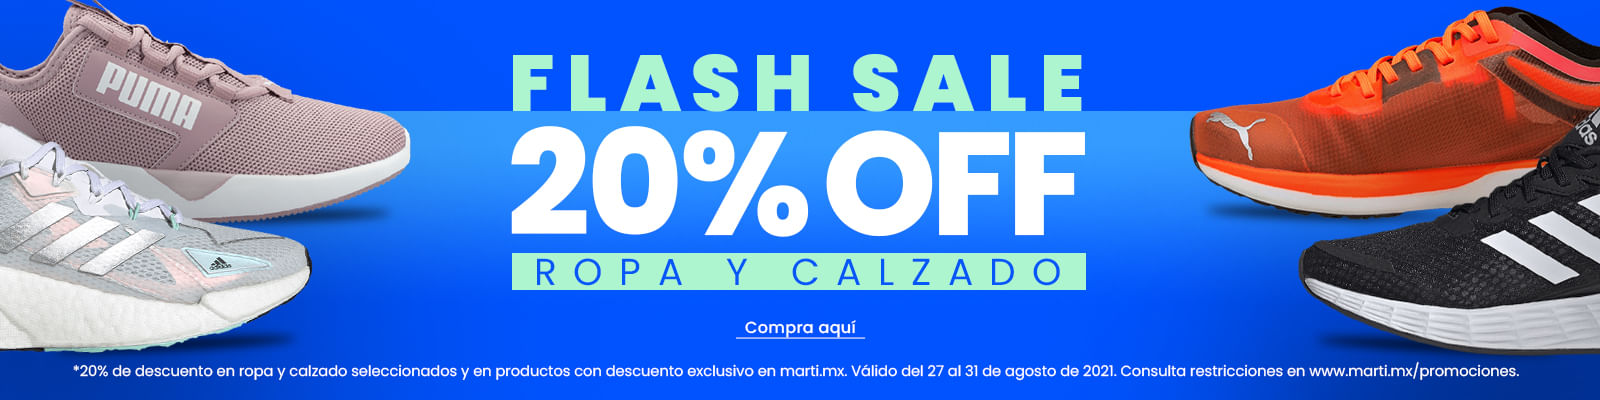 PUMA
FLASH SALE
20% OFF
ROPA Y CALZADO
Compra aquí
*20% de descuento en ropa y calzado seleccionados y en productos con descuento exclusivo en marti.mx. Válido del 27 al 31 de agosto de 2021. Consulta restricciones en www.marti.mx/promociones.
adidas
adidas